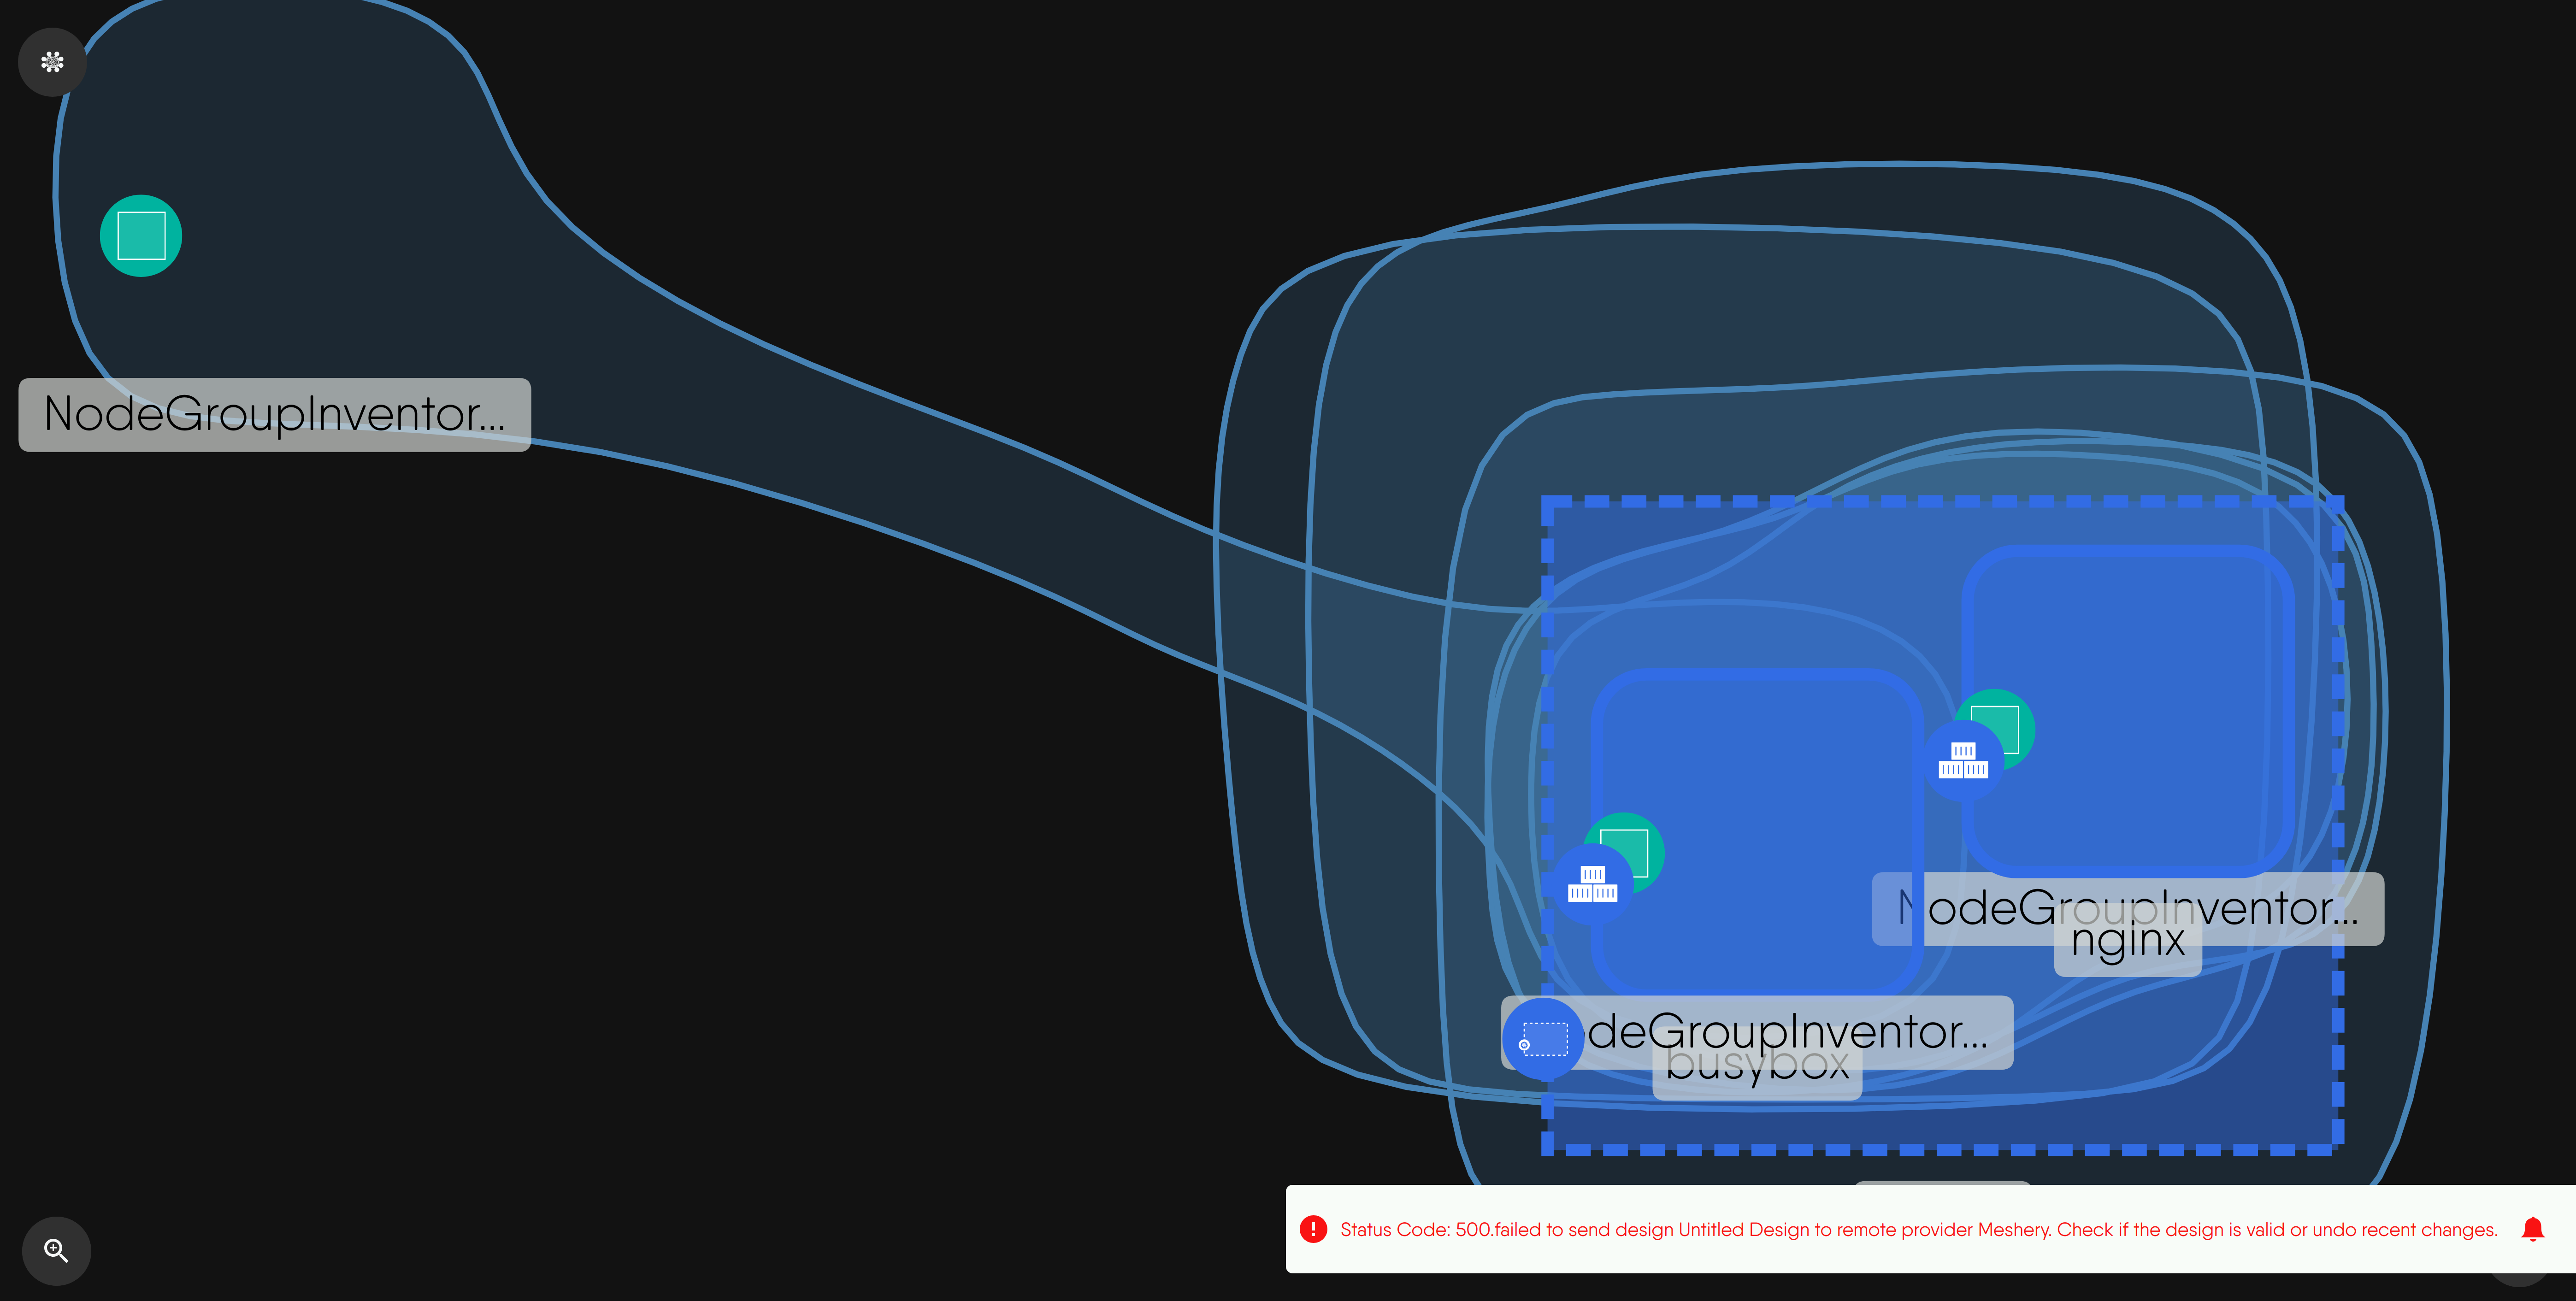 NodeGroupInventor...
NodeGroupInventor...
nginx
deGroupInventor...
busybox
Status Code: 500.failed to send design Untitled Design to remote provider Meshery. Check if the design is valid or undo recent changes.